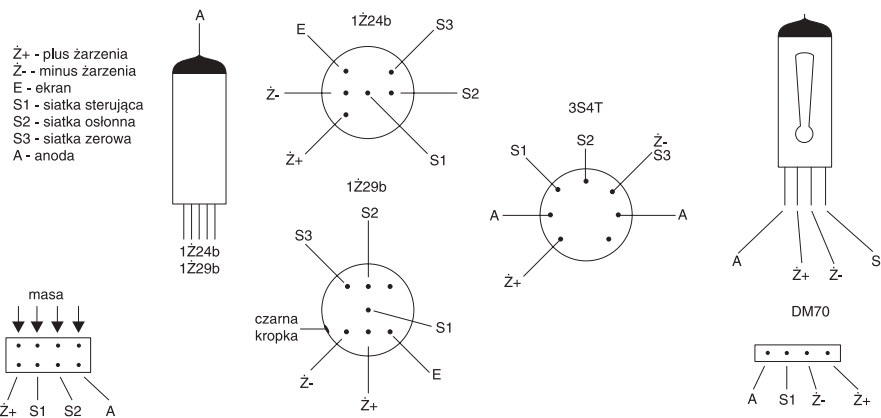 Ż+ - plus żarzenia
Ż- - minus żarzenia
E - ekran
S1 - siatka sterująca
S2 - siatka osłonna
S3 - siatka zerowa
A - anoda
A
1Ż24b
1Ż29b
masa
Ż+ S1 S2 A
1Ż24b
E
S3
Ż-
S2
Ż+
S1
1Ż29b
S2
S3
S1
czarna
kropka
Ż-
E
Ż+
3S4T
S2
Ż-
S3
S1
A
A
Ż+
A
S
Ż+
Ż-
DM70
A S1 Ż- Ż+